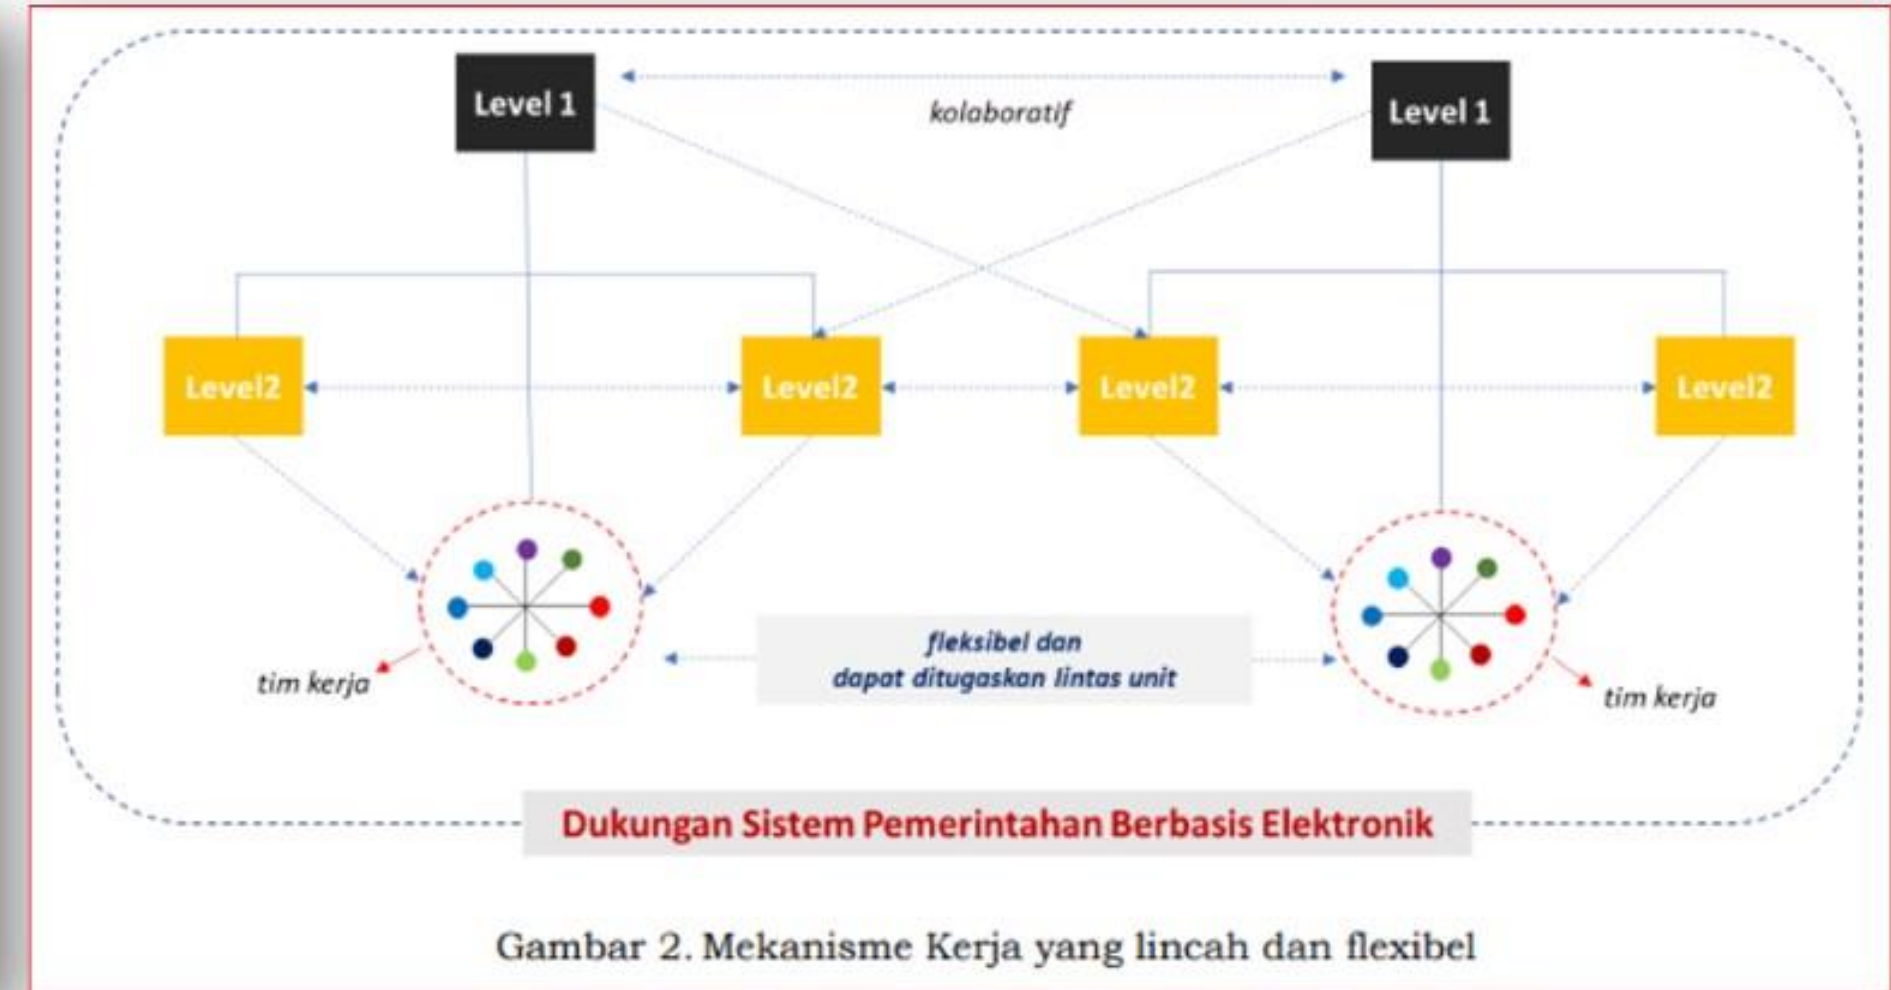 Level 1
kolaboratif
Level 1
Level2
Level2
Level2
Level2
fleksibel dan
dapat ditugaskan lintas unit
tim kerja
tim kerja
Dukungan Sistem Pemerintahan Berbasis Elektronik
Gambar 2. Mekanisme Kerja yang lincah dan flexibel